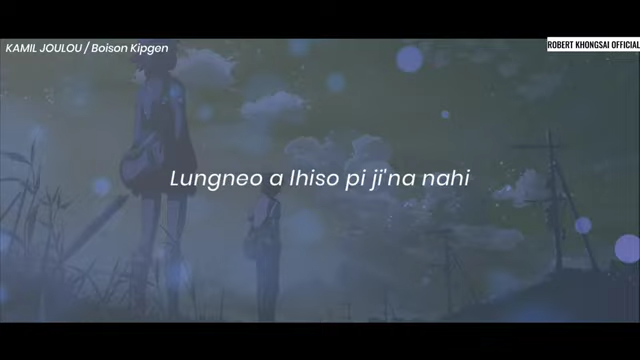 KAMIL JOULOU / Boison Kipgen
ROBERT KHONGSAI OFFICIAL
Lungneo a lhiso pi ji'na nahi